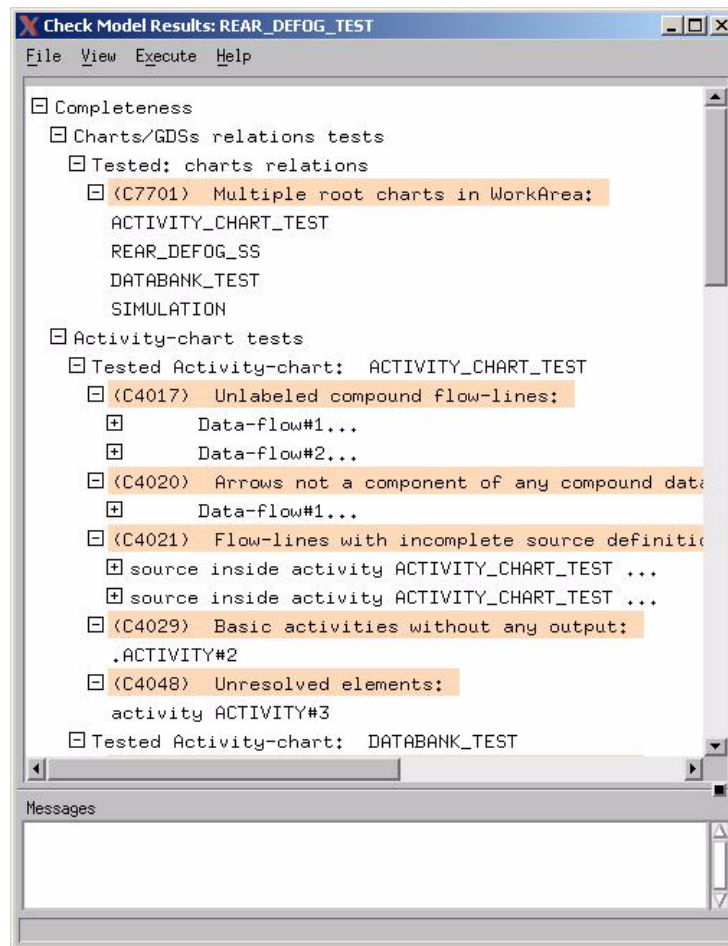 Check Model Results: REAR_DEFOG_TEST
File View Execute Help
Completeness
Charts/GDSs relations tests
Tested: charts relations
(C7701) Multiple root charts in WorkArea:
ACTIVITY_CHART_TEST
REAR_DEFOG_SS
DATABANK_TEST
SIMULATION
Activity-chart tests
Tested Activity-chart: ACTIVITY_CHART_TEST
(C4017) Unlabeled compound flow-lines:
Data-flow#1...
Data-flow#2...
(C4020) Arrows not a component of any compound data
Data-flow#1...
(C4021) Flow-lines with incomplete source definitio
source inside activity ACTIVITY_CHART_TEST ...
source inside activity ACTIVITY_CHART_TEST ...
(C4029) Basic activities without any output:
.ACTIVITY#2
(C4048) Unresolved elements:
activity ACTIVITY#3
Tested Activity-chart: DATABANK_TEST
Messages